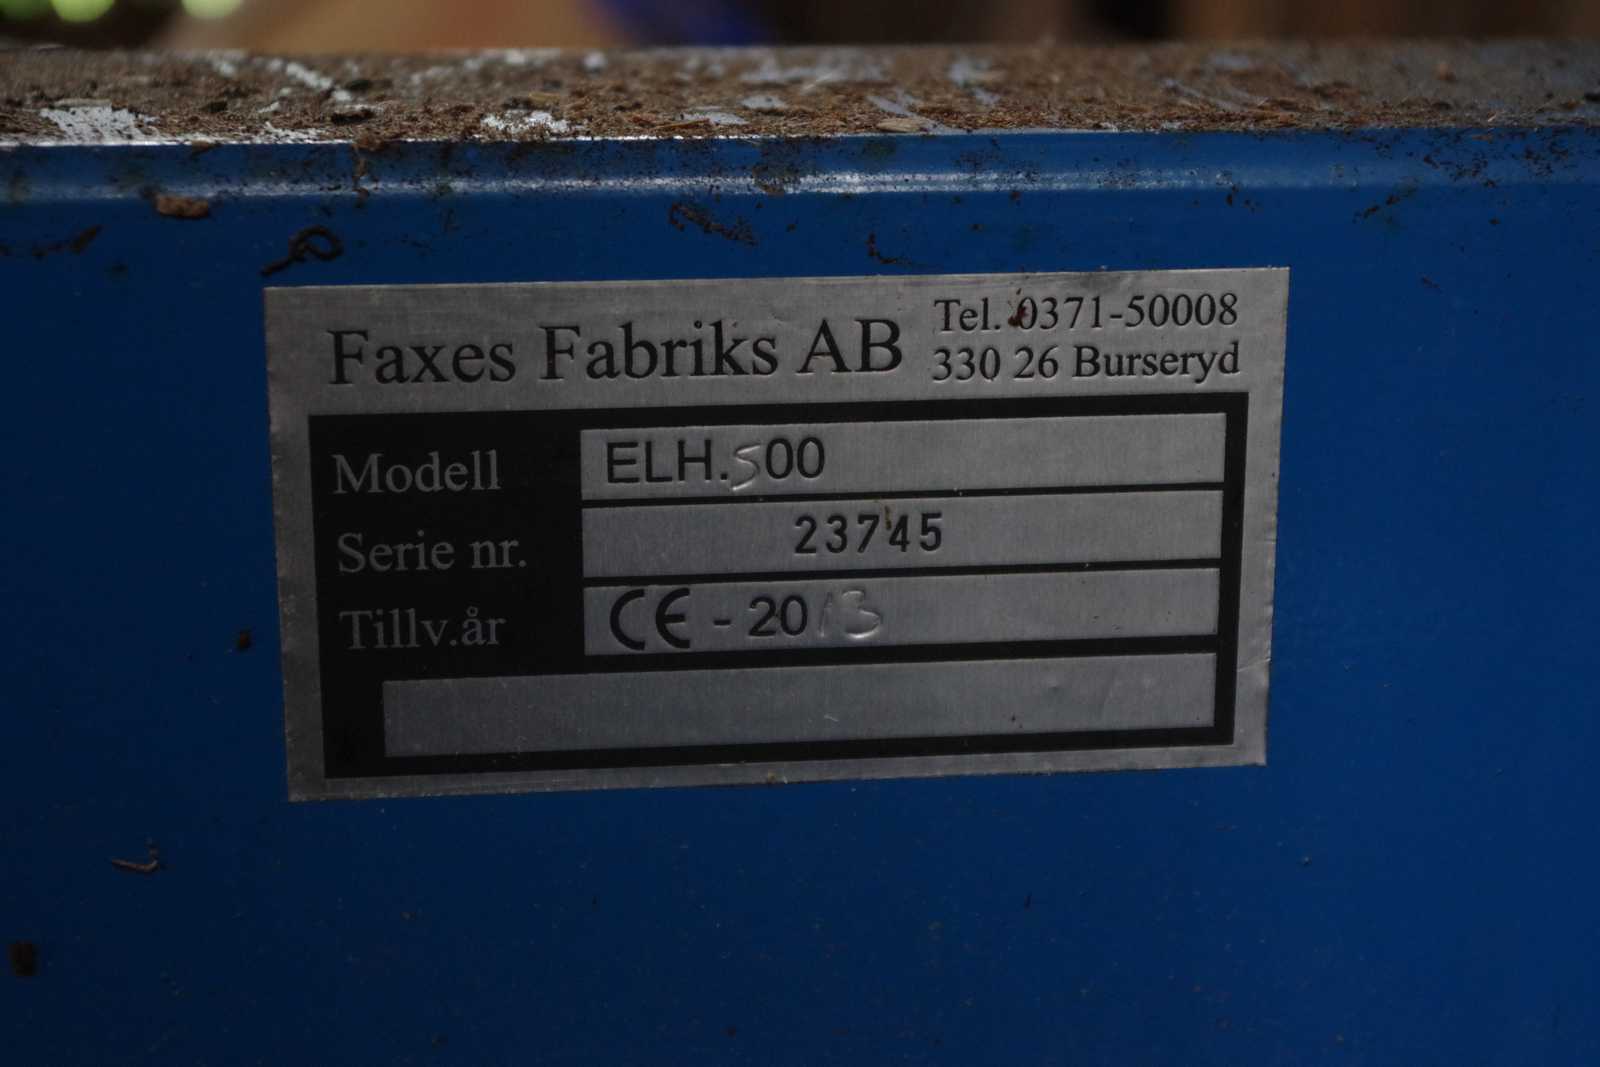 Faxes Fabriks AB
Tel. 0371-50008
330 26 Burseryd
Modell ELH.500
Serie nr. 23745
Tillv.år CE - 2013